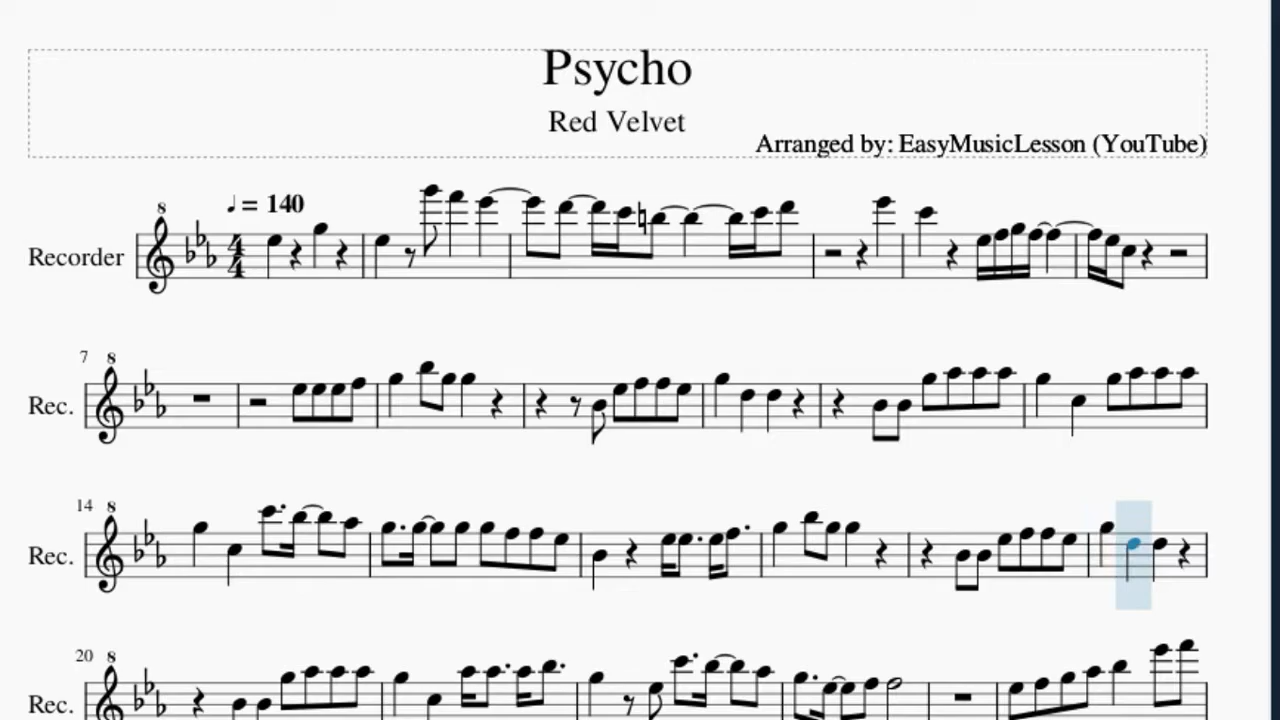 Psycho
Red Velvet
Arranged by: EasyMusicLesson (YouTube)
♩ = 140
8
Recorder
4
4
7
8
Rec.
14
8
Rec.
20
8
Rec.